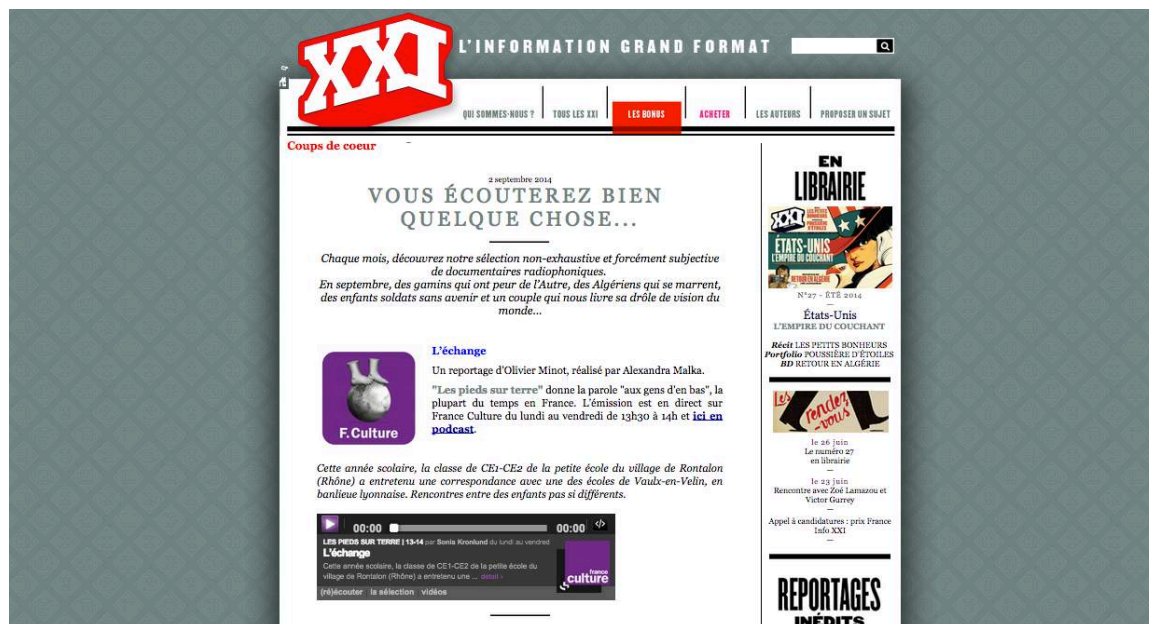 XXI
L'INFORMATION GRAND FORMAT
QUI SOMMES-NOUS ?
TOUS LES XXI
LES BONUS
ACHETER
LES AUTEURS
PROPOSER UN SUJET
Coups de coeur
2 septembre 2014
VOUS ÉCOUTEREZ BIEN
QUELQUE CHOSE...
Chaque mois, découvrez notre sélection non-exhaustive et forcément subjective
de documentaires radiophoniques.
En septembre, des gamins qui ont peur de l'Autre, des Algériens qui se marrent,
des enfants soldats sans avenir et un couple qui nous livre sa drôle de vision du
monde...
F.Culture
L'échange
Un reportage d'Olivier Minot, réalisé par Alexandra Malka.
"Les pieds sur terre" donne la parole "aux gens d'en bas", la
plupart du temps en France. L'émission est en direct sur
France Culture du lundi au vendredi de 13h30 à 14h et ici en
podcast.
Cette année scolaire, la classe de CE1-CE2 de la petite école du village de Rontalon
(Rhône) a entretenu une correspondance avec une des écoles de Vaulx-en-Velin, en
banlieue lyonnaise. Rencontres entre des enfants pas si différents.
00:00
00:00
LES PIEDS SUR TERRE | 13-14 par Sonia Kronlund du lundi au vendred
L'échange
Cette année scolaire, la classe de CE1-CE2 de la petite école du
village de Rontalon (Rhône) a entretenu une ... détail >
france
culture
(ré)écouter la sélection vidéos
EN
LIBRAIRIE
XXI
ÉTATS-UNIS
L'EMPIRE DU COUCHANT
RETOUR EN ALGÉRIE
N°27 - ÉTÉ 2014
États-Unis
L'EMPIRE DU COUCHANT
Récit LES PETITS BONHEURS
Portfolio POUSSIÈRE D'ÉTOILES
BD RETOUR EN ALGÉRIE
Les
rendez
-vous
le 26 juin
Le numéro 27
en librairie
le 23 juin
Rencontre avec Zoé Lamazou et
Victor Gurrey
Appel à candidatures : prix France
Info XXI
REPORTAGES
INÉDITS